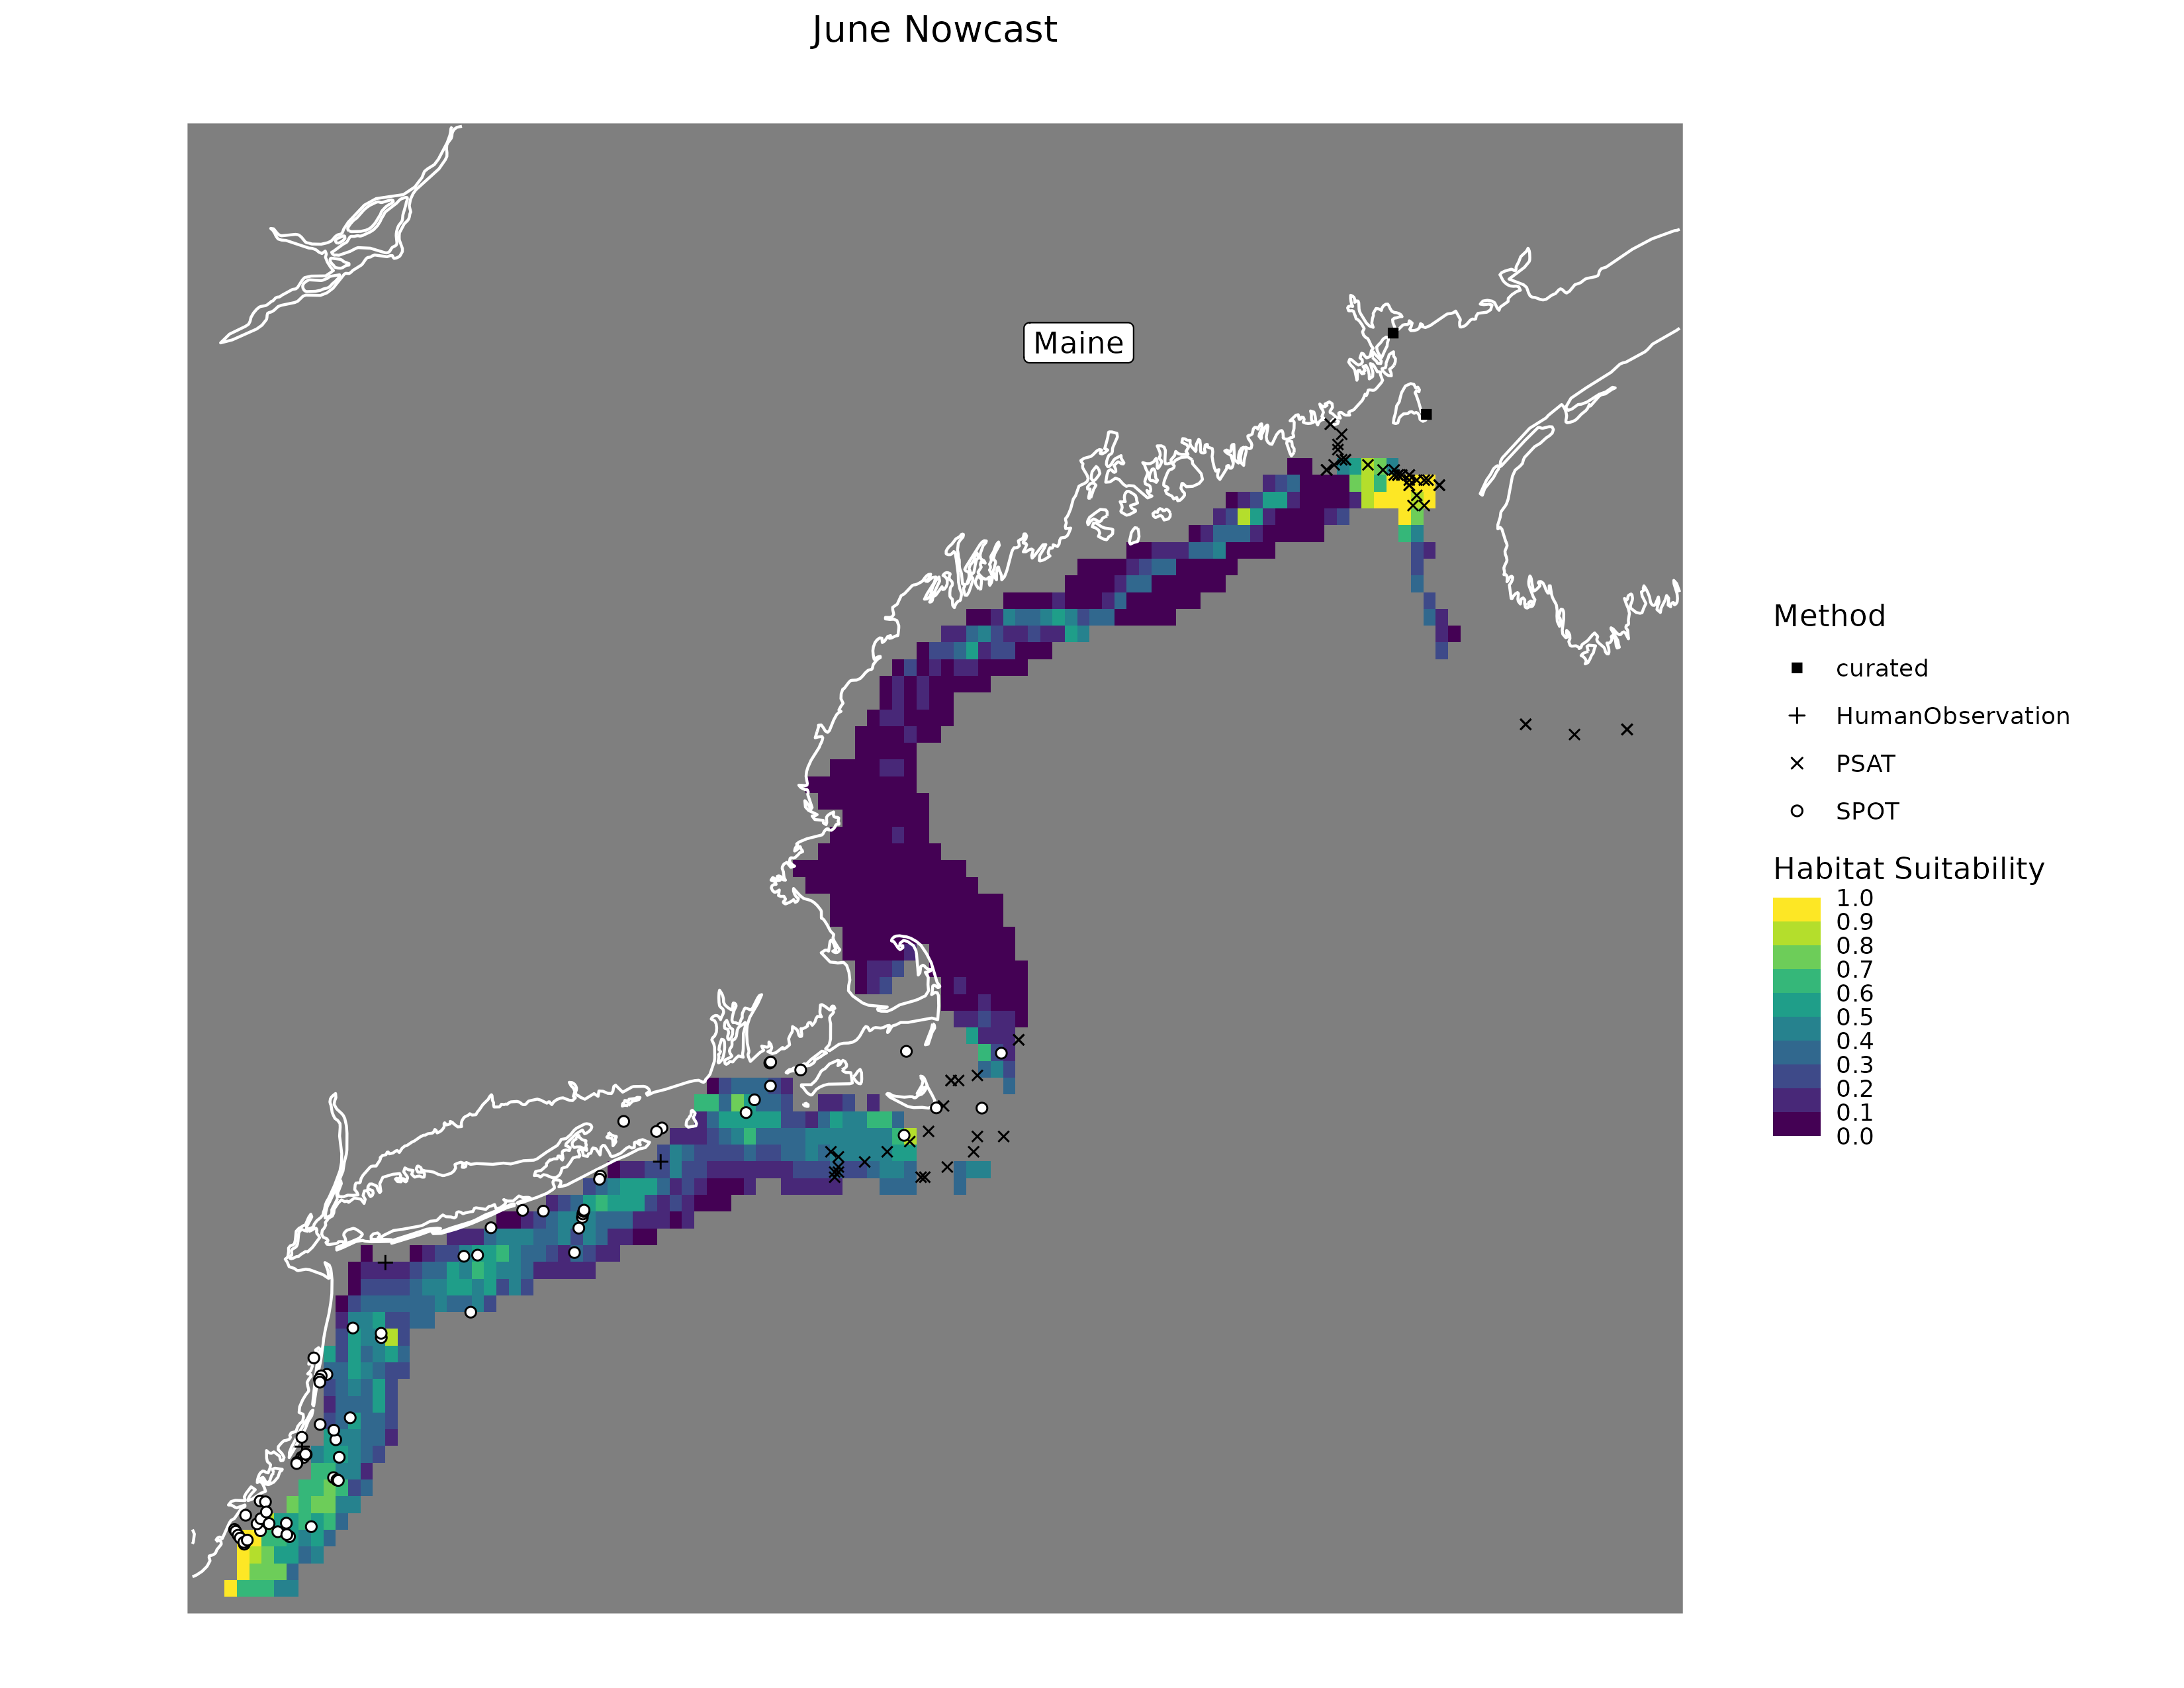 June Nowcast
Maine
Method
curated
HumanObservation
PSAT
SPOT
Habitat Suitability
1.0
0.9
0.8
0.7
0.6
0.5
0.4
0.3
0.2
0.1
0.0